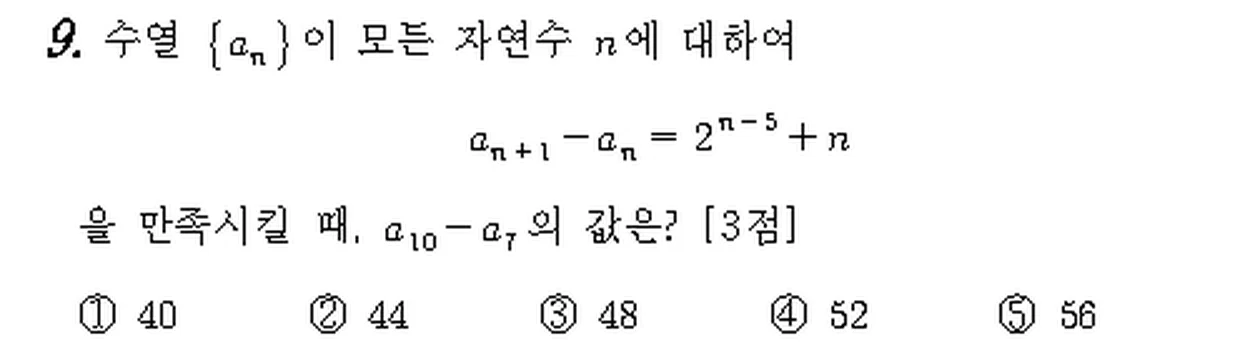 9. 수열 {aₙ}이 모든 자연수 n에 대하여
aₙ₊₁ − aₙ = 2ⁿ⁻⁵ + n
을 만족시킬 때, a₁₀ − a₇의 값은? [3점]
① 40 ② 44 ③ 48 ④ 52 ⑤ 56